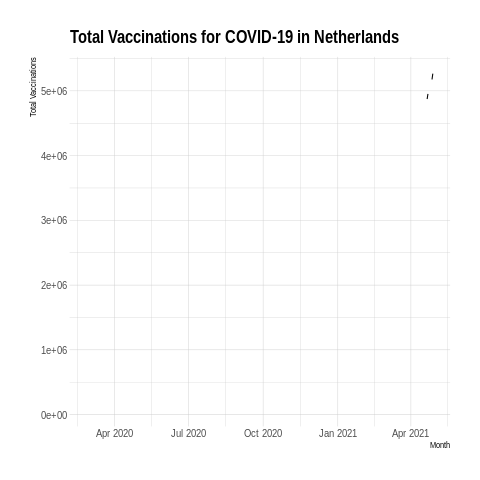 Total Vaccinations for COVID-19 in Netherlands
Total Vaccinations
5e+06
4e+06
3e+06
2e+06
1e+06
0e+00
Apr 2020 Jul 2020 Oct 2020 Jan 2021 Apr 2021
Month